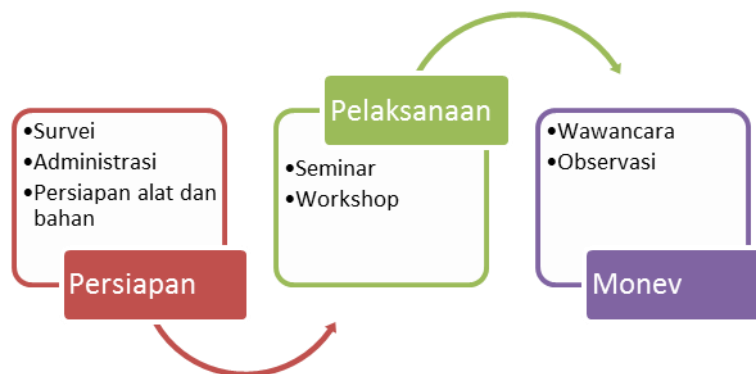 •Survei
•Administrasi
•Persiapan alat dan
bahan
Persiapan
Pelaksanaan
•Seminar
•Workshop
•Wawancara
•Observasi
Monev